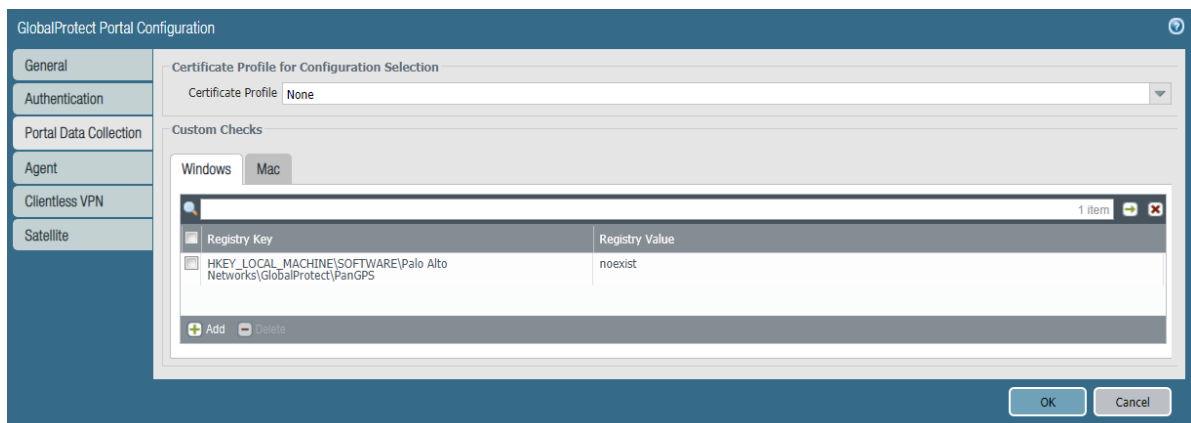 GlobalProtect Portal Configuration
General
Authentication
Portal Data Collection
Agent
Clientless VPN
Satellite
Certificate Profile for Configuration Selection
Certificate Profile None
Custom Checks
Windows Mac
1 item
Registry Key Registry Value
HKEY_LOCAL_MACHINE\SOFTWARE\Palo Alto noexist
Networks\GlobalProtect\PanGPS
Add Delete
OK Cancel